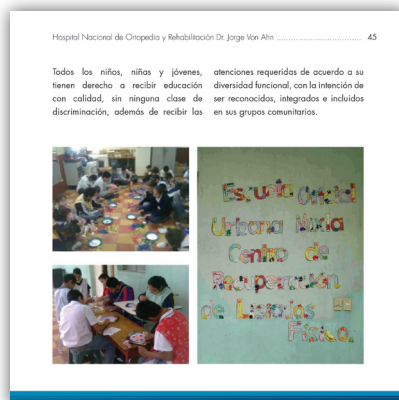 Hospital Nacional de Ortopedia y Rehabilitación Dr. Jorge Von Ahn .................................. 45
Todos los niños, niñas y jóvenes,
tienen derecho a recibir educación
con calidad, sin ninguna clase de
discriminación, además de recibir las
atenciones requeridas de acuerdo a su
diversidad funcional, con la intención de
ser reconocidos, integrados e incluidos
en sus grupos comunitarios.
Escuela Oficial
Urbana Mixta
Centro de
Recuperación
de Lisiados
Físico